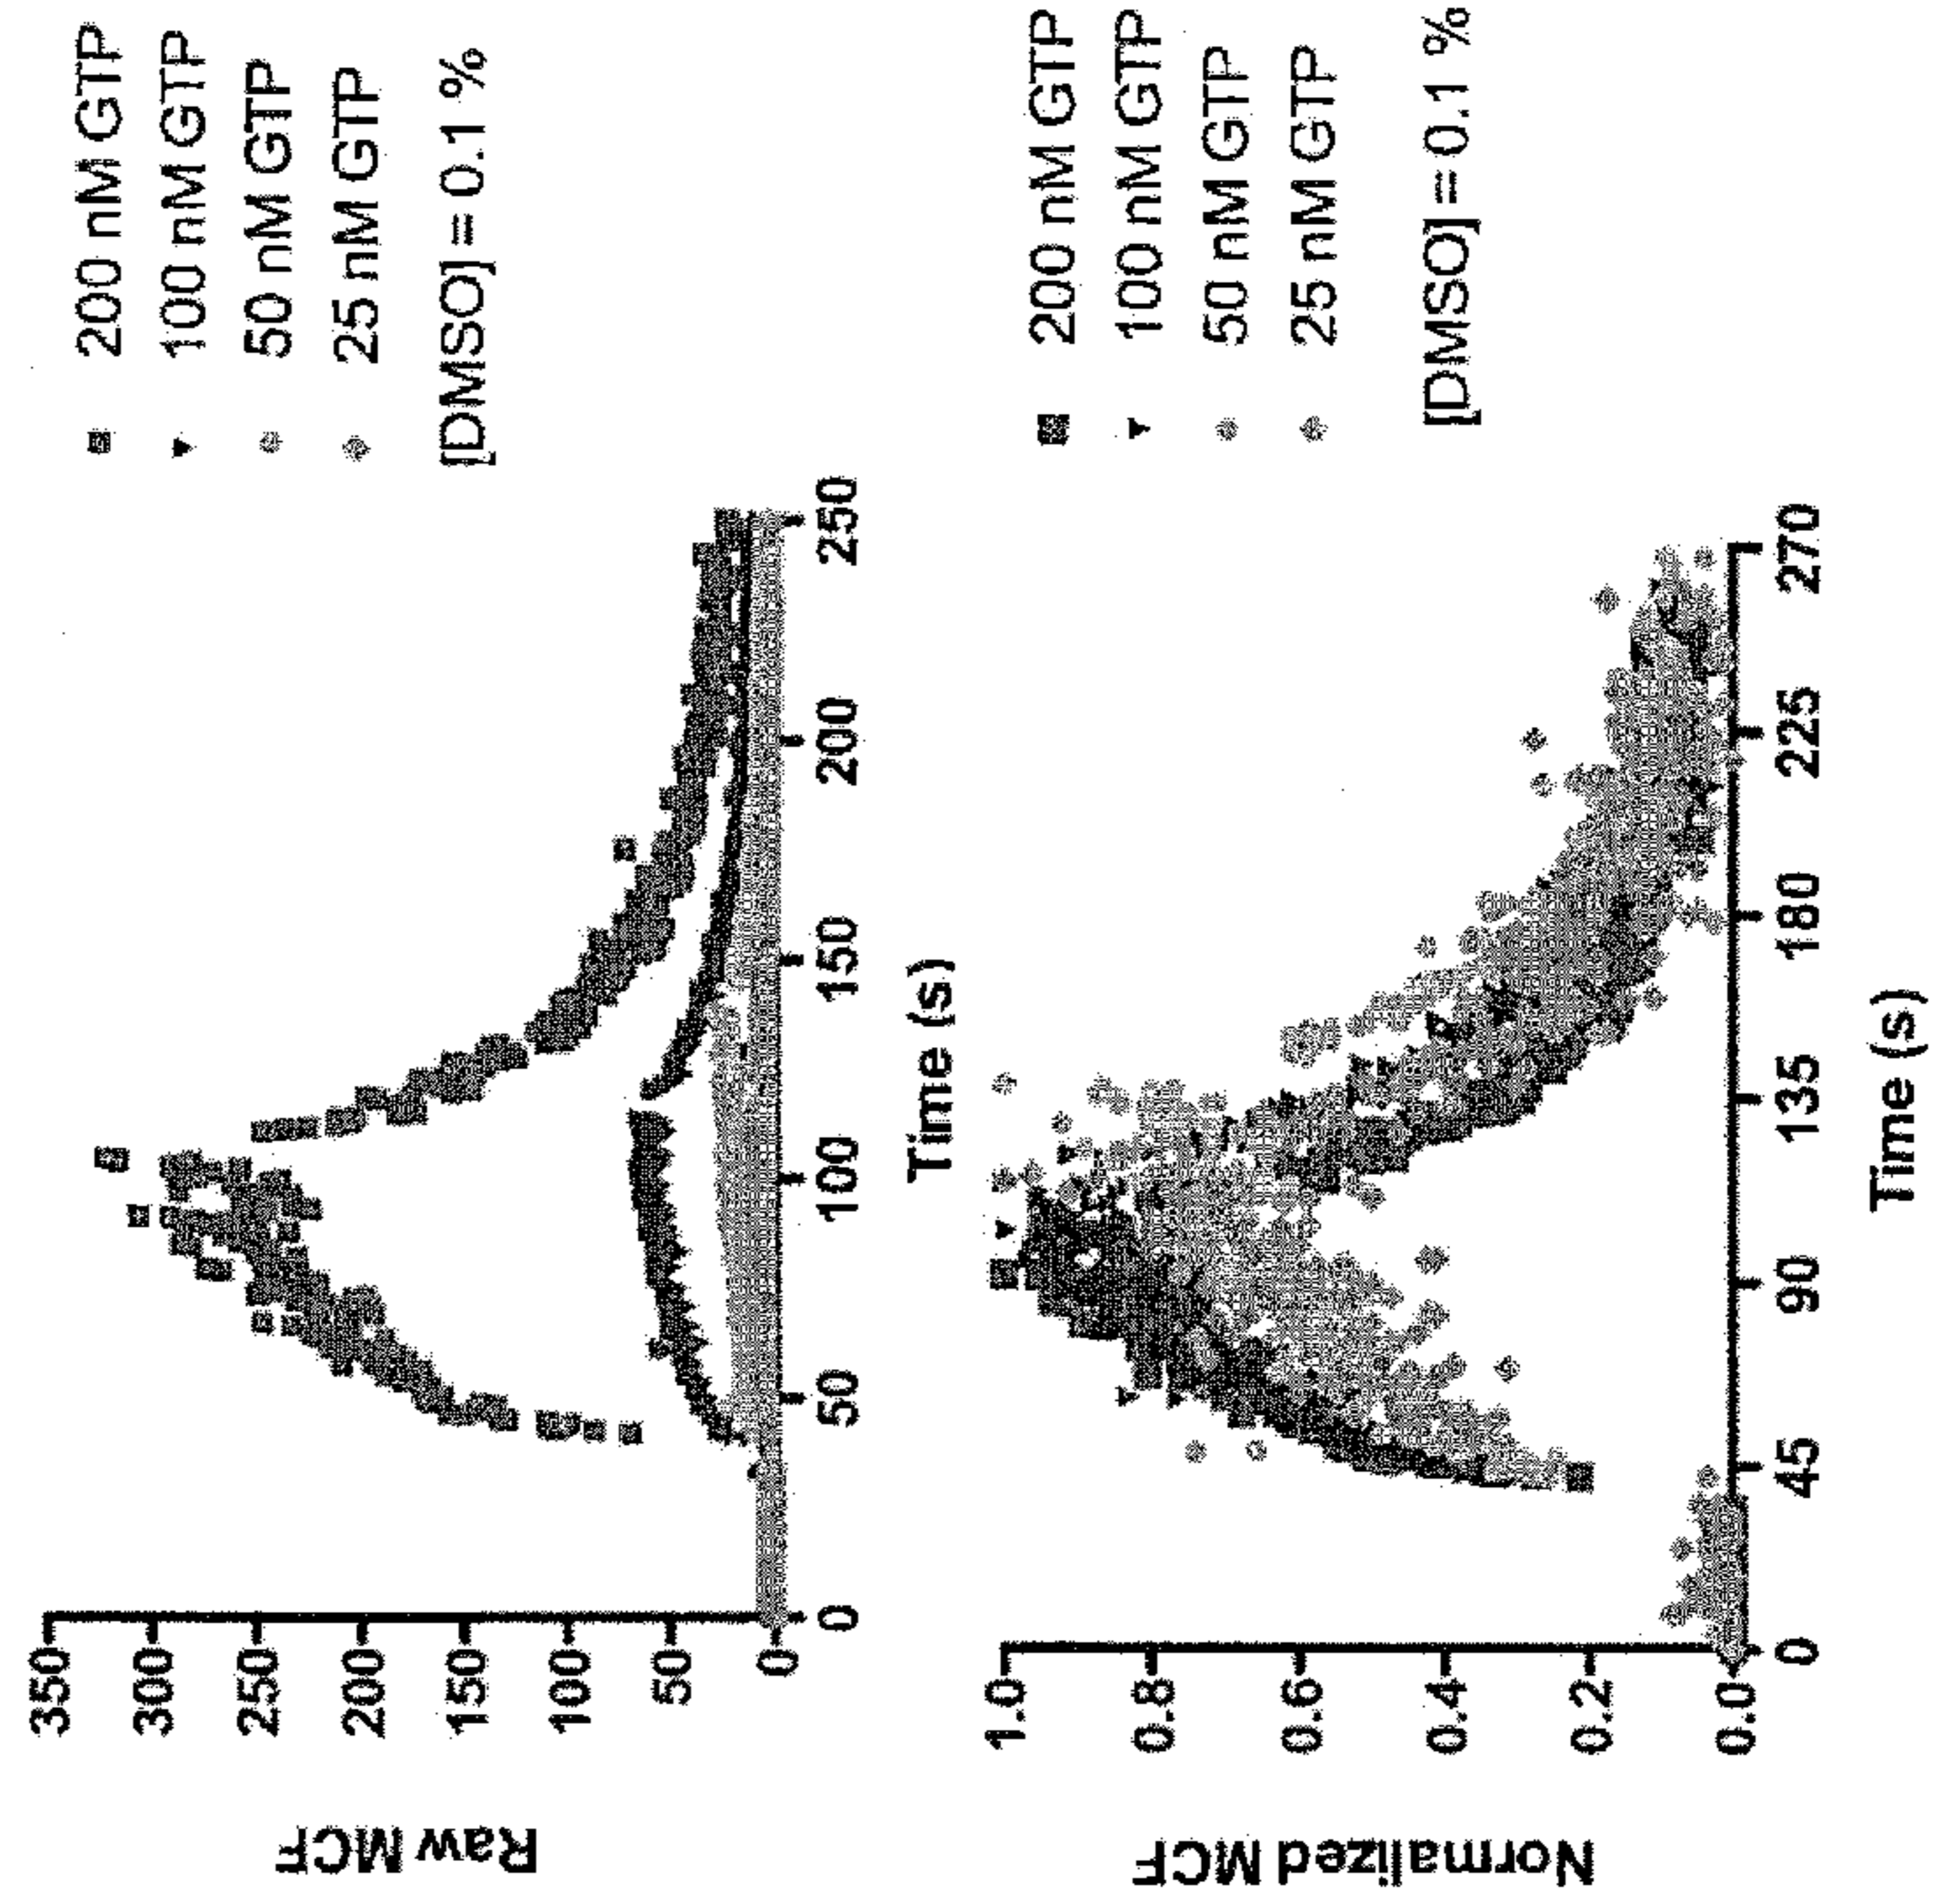 Raw MCF
350
300
250
200
150
100
50
0
0
50
100
150
200
250
Time (s)
200 nM GTP
100 nM GTP
50 nM GTP
25 nM GTP
[DMSO] = 0.1 %
Normalized MCF
1.0
0.8
0.6
0.4
0.2
0.0
0
45
90
135
180
225
270
Time (s)
200 nM GTP
100 nM GTP
50 nM GTP
25 nM GTP
[DMSO] = 0.1 %